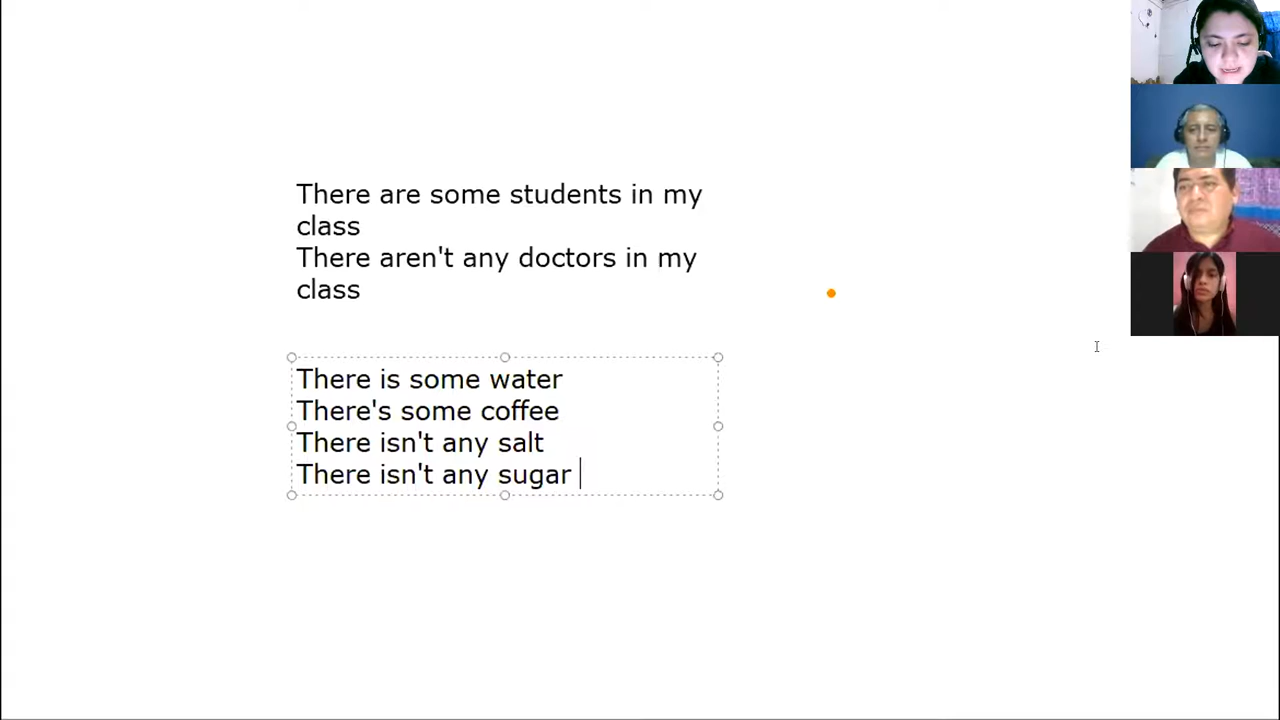 There are some students in my
class
There aren't any doctors in my
class
There is some water
There's some coffee
There isn't any salt
There isn't any sugar